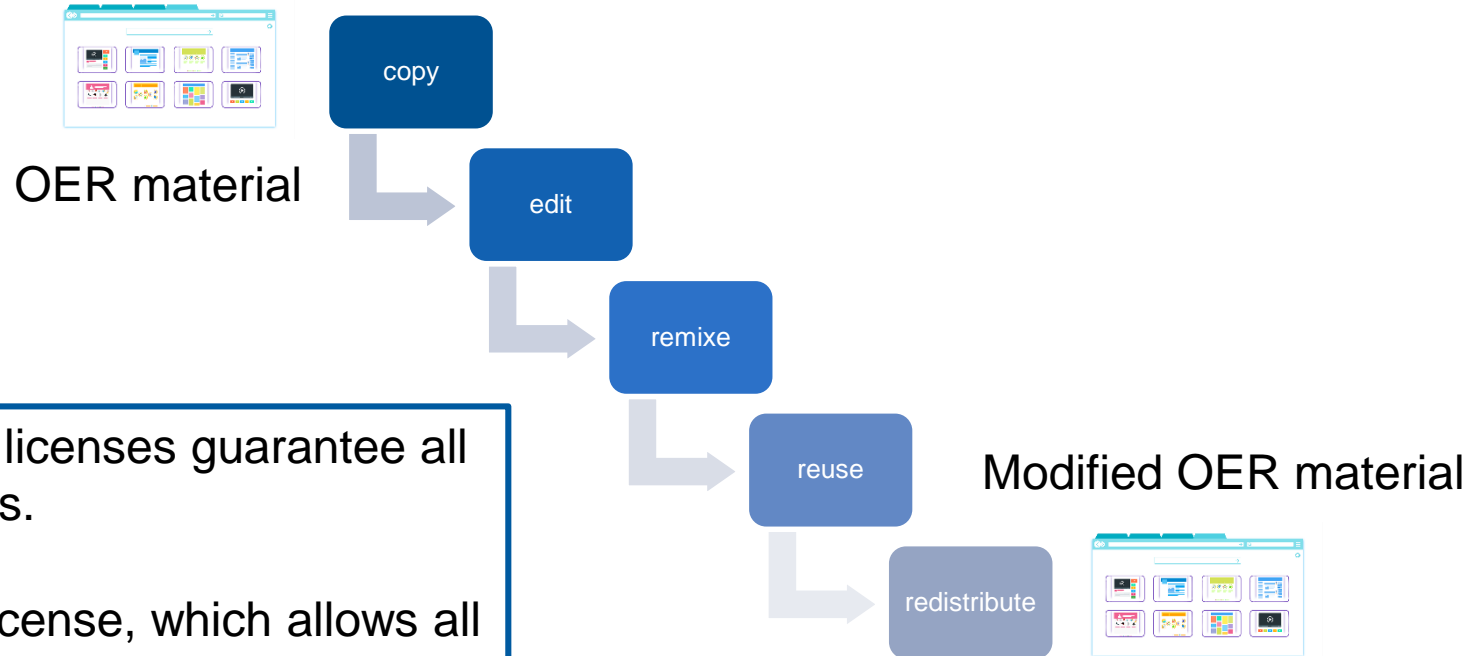 copy
OER material
edit
remixe
licenses guarantee all
s.
cense, which allows all
reuse
Modified OER material
redistribute